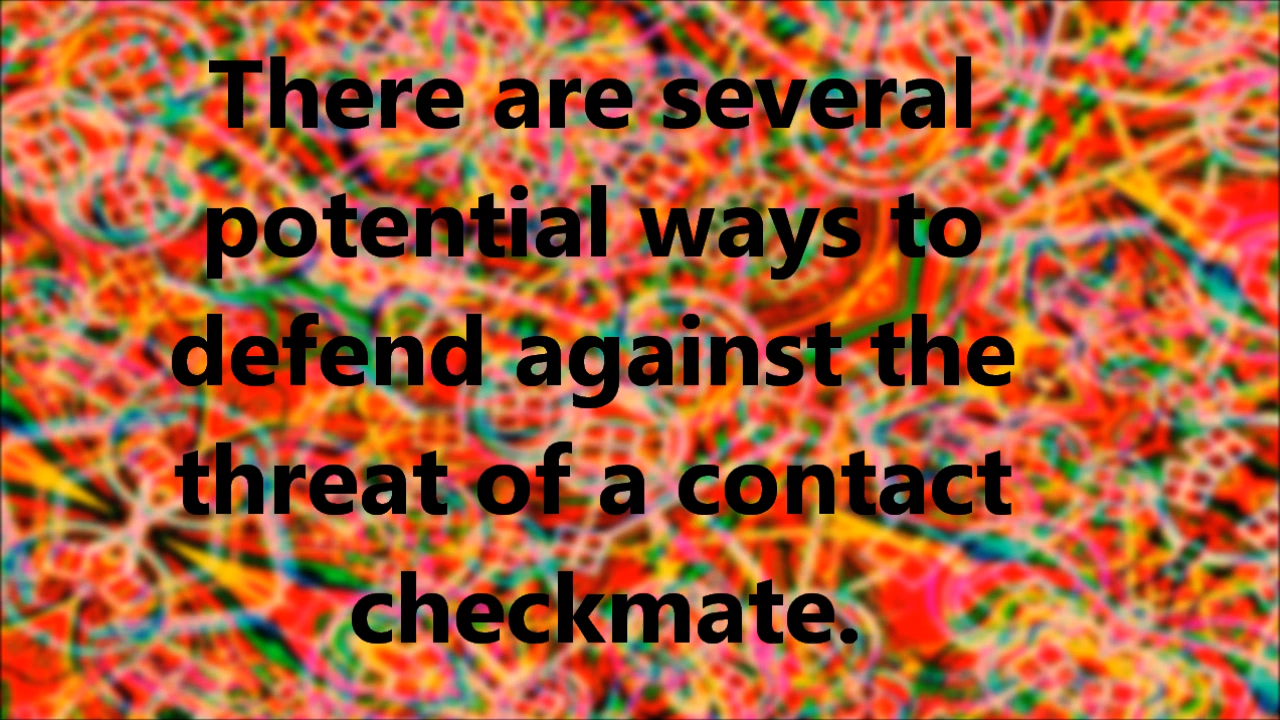 There are several
potential ways to
defend against the
threat of a contact
checkmate.